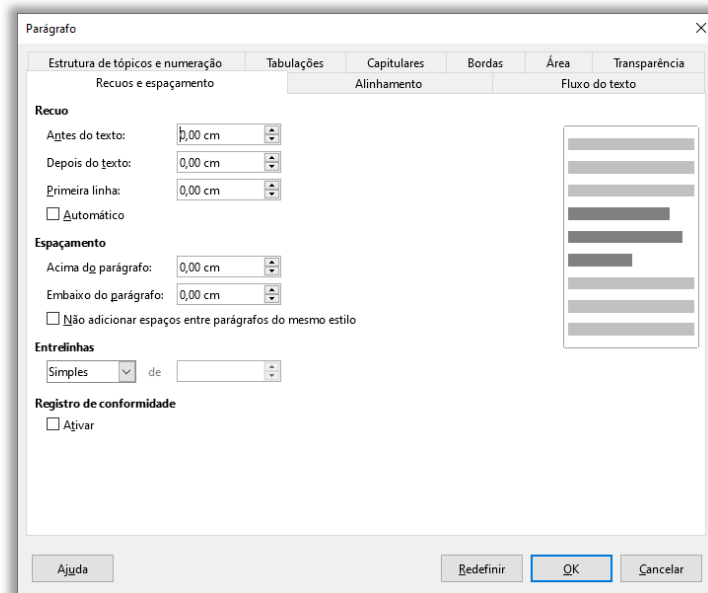 Parágrafo
Estrutura de tópicos e numeração Tabulações Capitulares Bordas Área Transparência
Recuos e espaçamento Alinhamento Fluxo do texto
Recuo
Antes do texto: 0,00 cm
Depois do texto: 0,00 cm
Primeira linha: 0,00 cm
Automático
Espaçamento
Acima do parágrafo: 0,00 cm
Embaixo do parágrafo: 0,00 cm
Não adicionar espaços entre parágrafos do mesmo estilo
Entrelinhas
Simples de
Registro de conformidade
Ativar
Ajuda Redefinir OK Cancelar